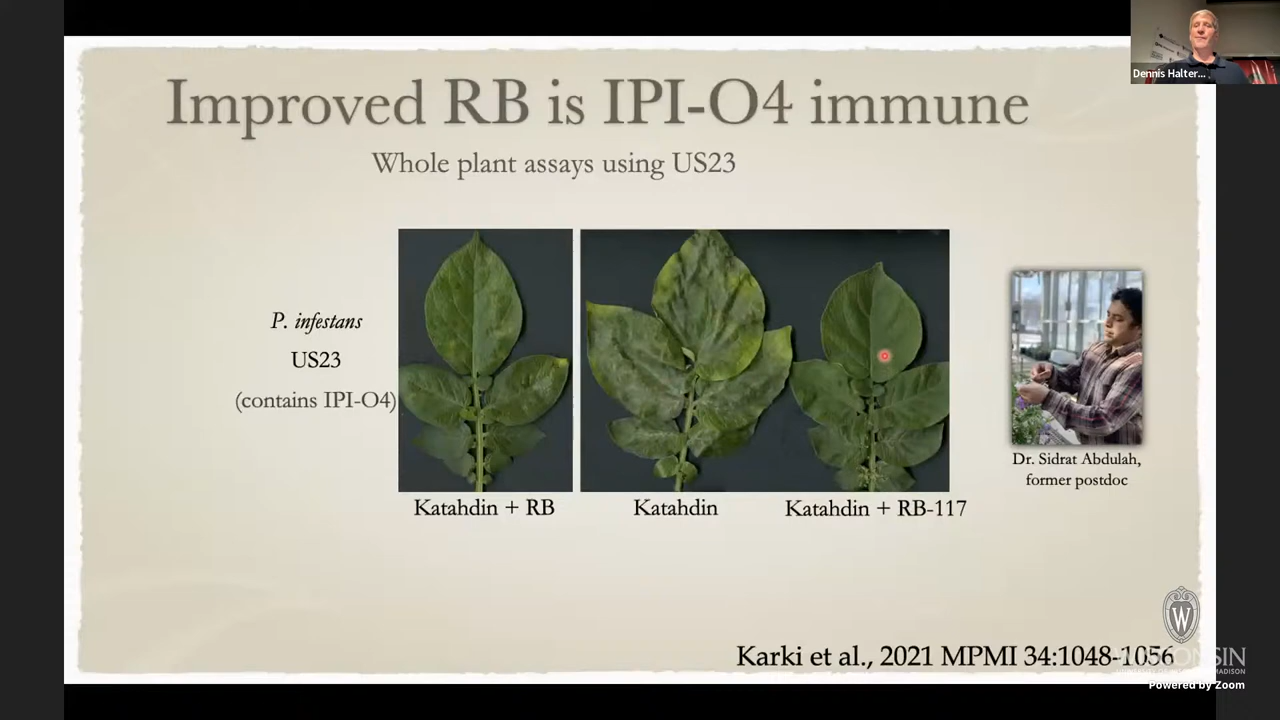 Dennis Halter...
Improved RB is IPI-O4 immune
Whole plant assays using US23
P. infestans
US23
(contains IPI-O4)
Katahdin + RB
Katahdin
Katahdin + RB-117
Dr. Sidrat Abdulah,
former postdoc
Karki et al., 2021 MPMI 34:1048-1056
W
WISCONSIN
Powered by Zoom